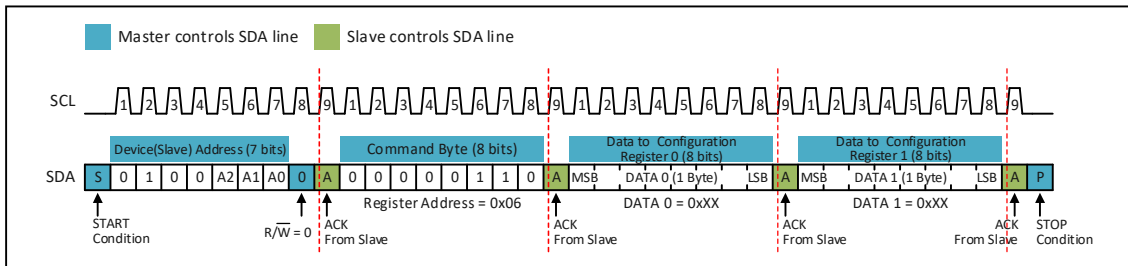 Master controls SDA line Slave controls SDA line
SCL 1 2 3 4 5 6 7 8 9 1 2 3 4 5 6 7 8 9 1 2 3 4 5 6 7 8 9 1 2 3 4 5 6 7 8 9
Device(Slave) Address (7 bits) Command Byte (8 bits) Data to Configuration Register 0 (8 bits) Data to Configuration Register 1 (8 bits)
SDA S 0 1 0 0 A2 A1 A0 0 A 0 0 0 0 0 1 1 0 A MSB DATA 0 (1 Byte) LSB A MSB DATA 1 (1 Byte) LSB A P
Register Address = 0x06 DATA 0 = 0xXX DATA 1 = 0xXX
START Condition R/W̅ = 0 ACK From Slave ACK From Slave ACK From Slave ACK From Slave STOP Condition